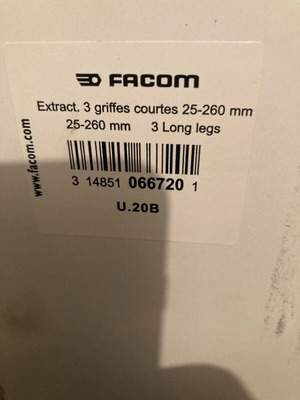 FACOM
Extract. 3 griffes courtes 25-260 mm
25-260 mm 3 Long legs
www.facom.com
3 14851 066720 1
U.20B